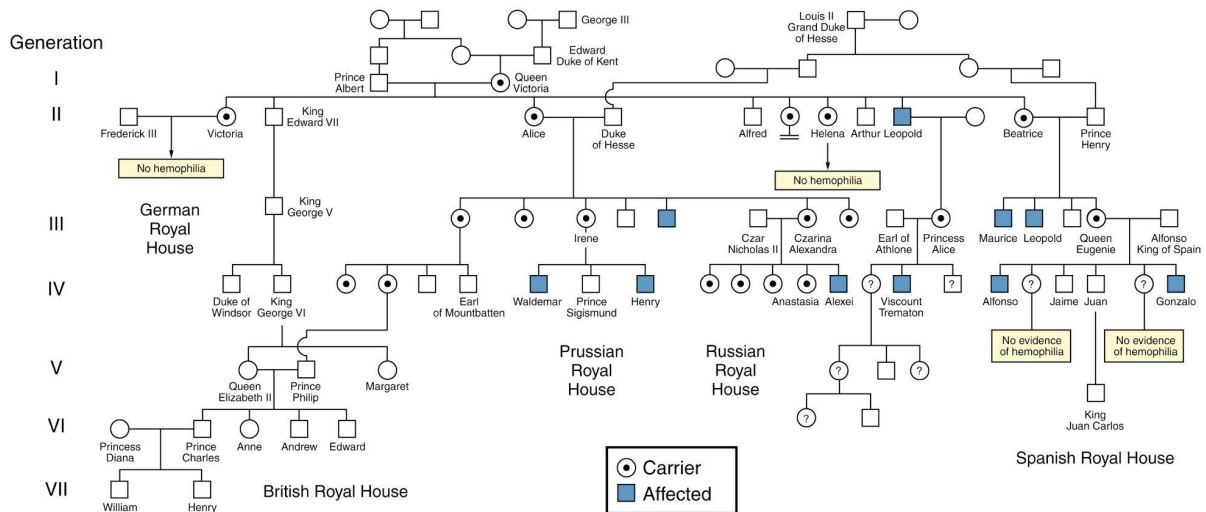 Generation
George III
Louis II
Grand Duke
of Hesse
Edward
Duke of Kent
I
Prince
Albert
Queen
Victoria
II
Frederick III
Victoria
King
Edward VII
Alice
Duke
of Hesse
Alfred
Helena
Arthur
Leopold
Beatrice
Prince
Henry
No hemophilia
No hemophilia
German
Royal
House
III
King
George V
Irene
Czar
Nicholas II
Czarina
Alexandra
Earl of
Athlone
Princess
Alice
Maurice
Leopold
Queen
Eugenie
Alfonso
King of Spain
IV
Duke of
Windsor
King
George VI
Earl
of Mountbatten
Waldemar
Prince
Sigismund
Henry
Anastasia
Alexei
?
Viscount
Trematon
?
Alfonso
?
Jaime
Juan
?
Gonzalo
No evidence
of hemophilia
No evidence
of hemophilia
Prussian
Royal
House
Russian
Royal
House
V
Queen
Elizabeth II
Prince
Philip
Margaret
?
?
King
Juan Carlos
VI
Princess
Diana
Prince
Charles
Anne
Andrew
Edward
?
Spanish Royal House
VII
William
Henry
British Royal House
Carrier
Affected